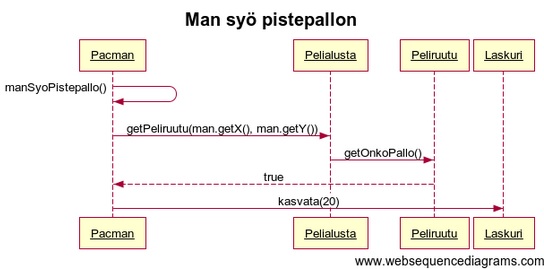 Man syö pistepallon
Pacman Pelialusta Peliruutu Laskuri
manSyoPistepallo()
getPeliruutu(man.getX(), man.getY())
getOnkoPallo()
true
kasvata(20)
Pacman Pelialusta Peliruutu Laskuri
www.websequencediagrams.com